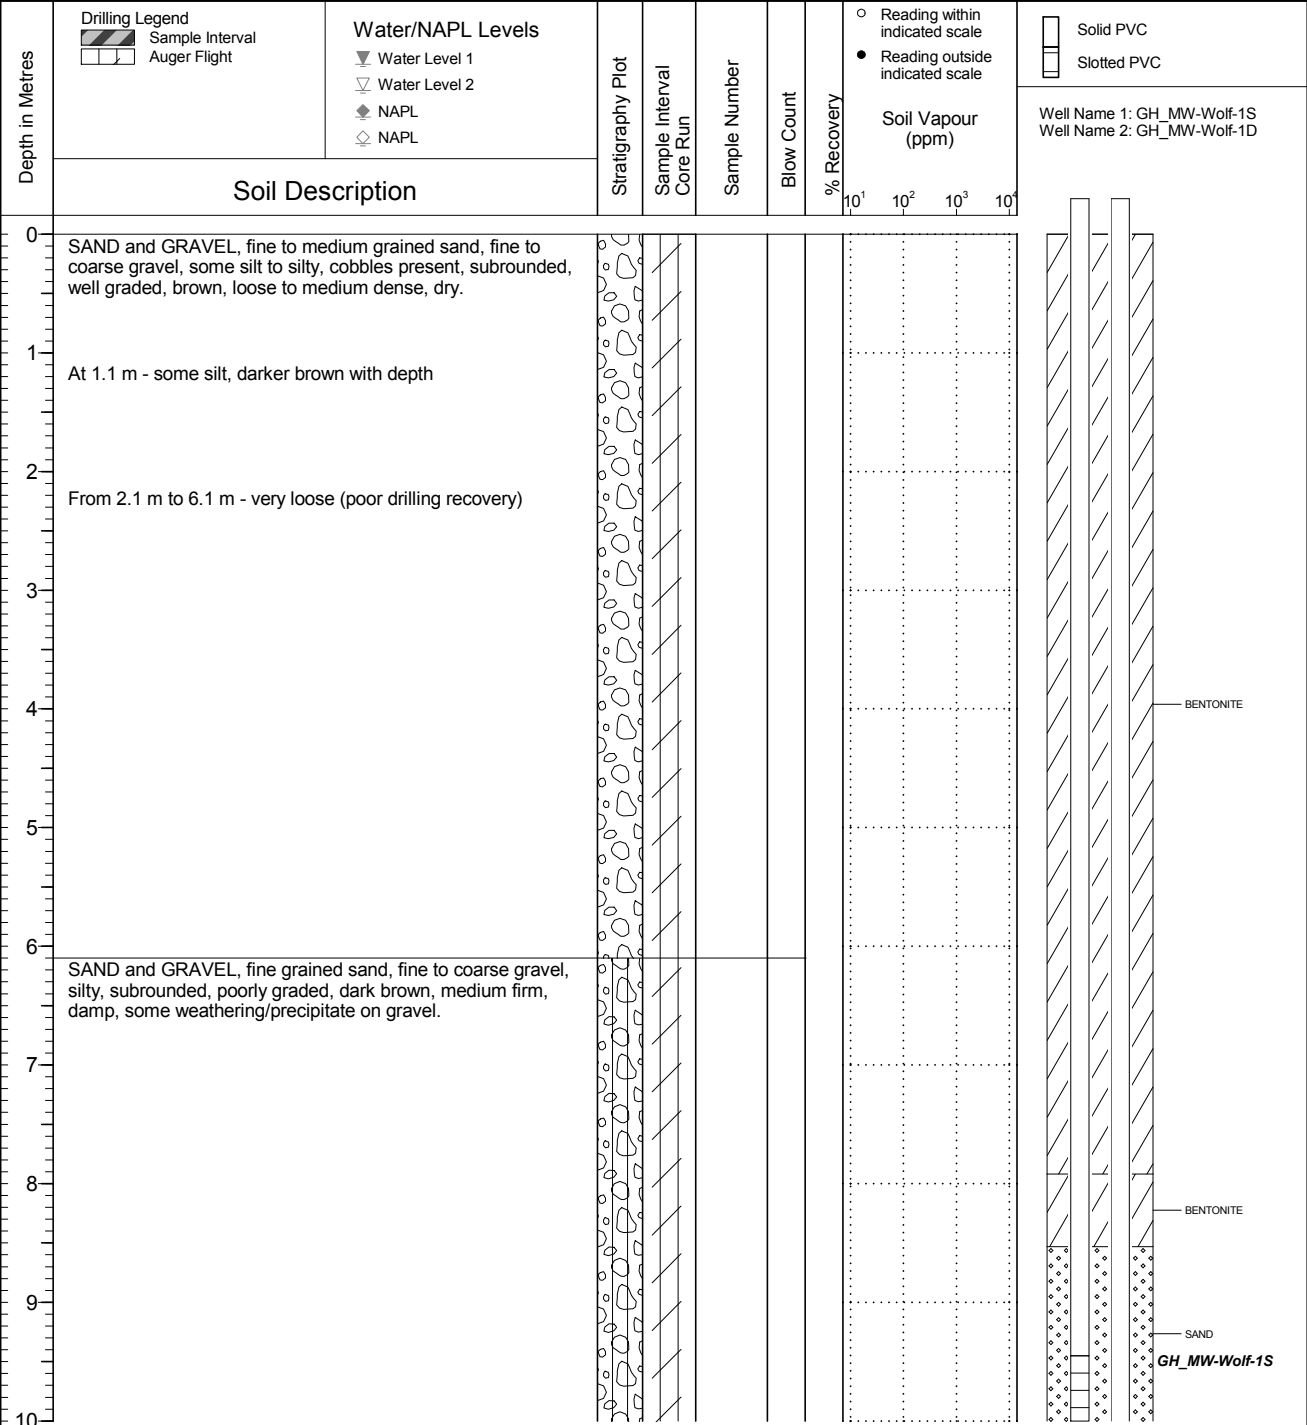 Depth in Metres
Drilling Legend
Sample Interval
Auger Flight
Water/NAPL Levels
Water Level 1
Water Level 2
NAPL
NAPL
Soil Description
Stratigraphy Plot
Sample Interval
Core Run
Sample Number
Blow Count
% Recovery
Reading within
indicated scale
Reading outside
indicated scale
Soil Vapour
(ppm)
10¹ 10² 10³ 10⁴
Solid PVC
Slotted PVC
Well Name 1: GH_MW-Wolf-1S
Well Name 2: GH_MW-Wolf-1D
0
SAND and GRAVEL, fine to medium grained sand, fine to
coarse gravel, some silt to silty, cobbles present, subrounded,
well graded, brown, loose to medium dense, dry.
1
At 1.1 m - some silt, darker brown with depth
2
From 2.1 m to 6.1 m - very loose (poor drilling recovery)
3
4
BENTONITE
5
6
SAND and GRAVEL, fine grained sand, fine to coarse gravel,
silty, subrounded, poorly graded, dark brown, medium firm,
damp, some weathering/precipitate on gravel.
7
8
BENTONITE
9
SAND
GH_MW-Wolf-1S
10